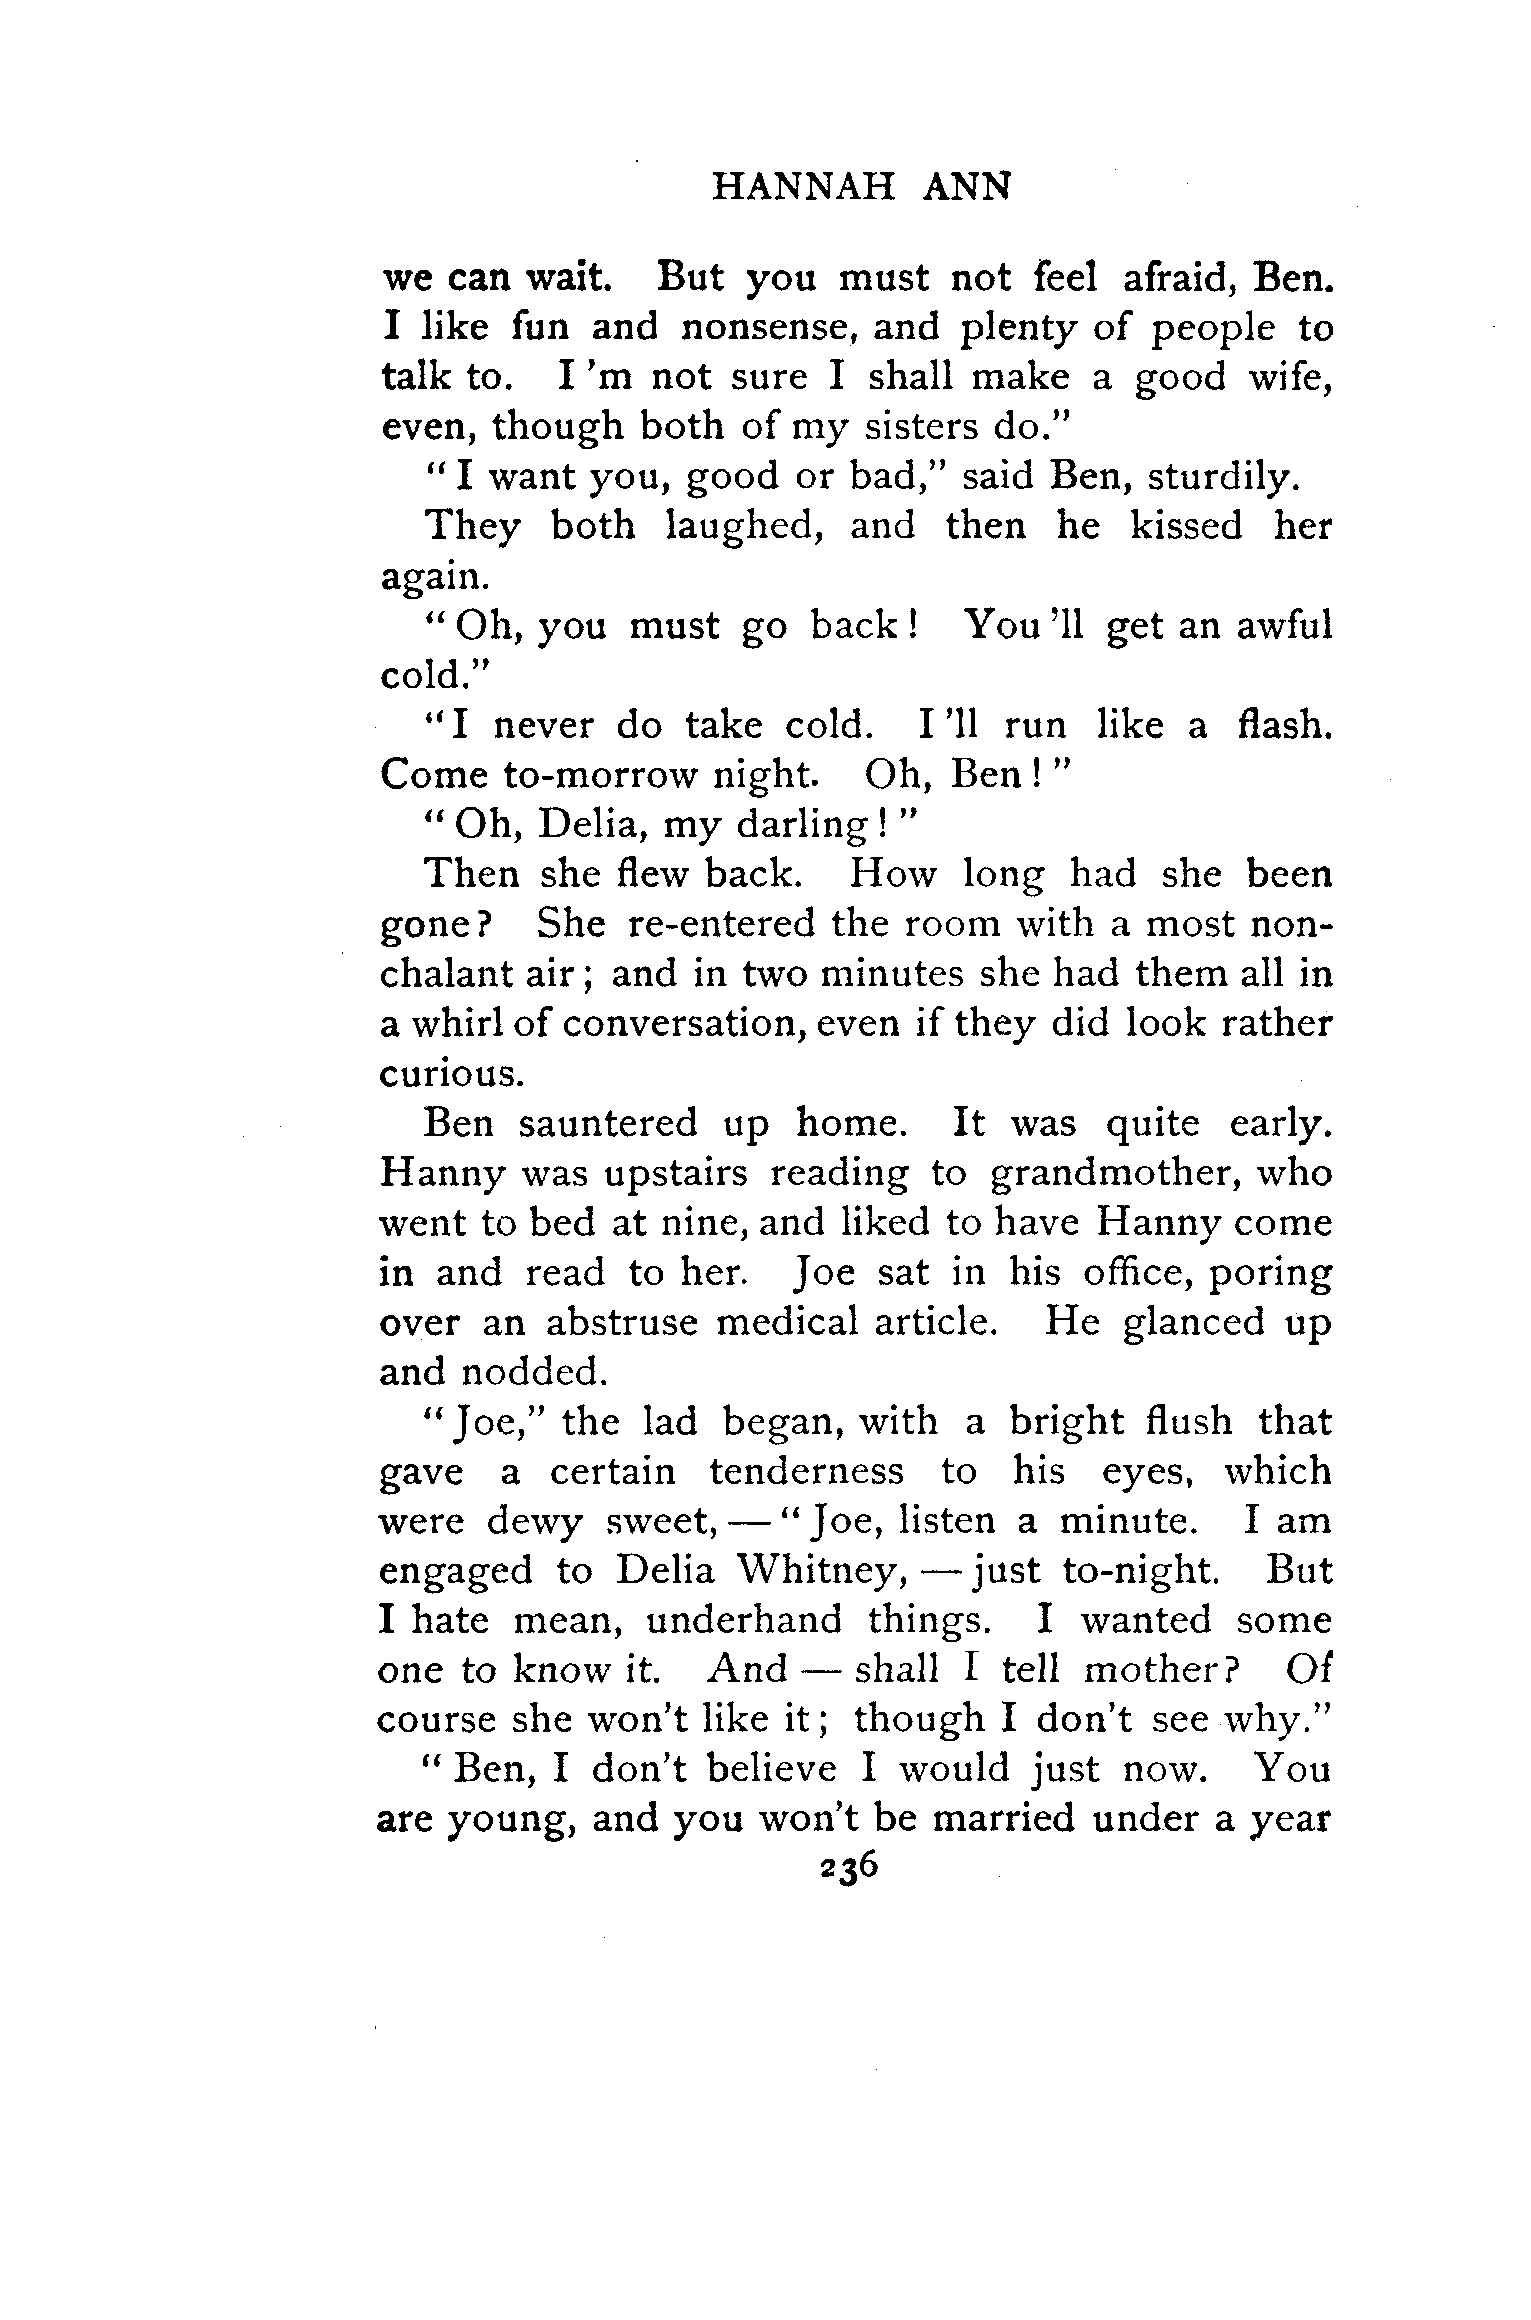 HANNAH ANN
we can wait. But you must not feel afraid, Ben.
I like fun and nonsense, and plenty of people to
talk to. I 'm not sure I shall make a good wife,
even, though both of my sisters do."
"I want you, good or bad," said Ben, sturdily.
They both laughed, and then he kissed her
again.
"Oh, you must go back! You 'll get an awful
cold."
"I never do take cold. I 'll run like a flash.
Come to-morrow night. Oh, Ben!"
"Oh, Delia, my darling!"
Then she flew back. How long had she been
gone? She re-entered the room with a most non-
chalant air; and in two minutes she had them all in
a whirl of conversation, even if they did look rather
curious.
Ben sauntered up home. It was quite early.
Hanny was upstairs reading to grandmother, who
went to bed at nine, and liked to have Hanny come
in and read to her. Joe sat in his office, poring
over an abstruse medical article. He glanced up
and nodded.
"Joe," the lad began, with a bright flush that
gave a certain tenderness to his eyes, which
were dewy sweet, — "Joe, listen a minute. I am
engaged to Delia Whitney, — just to-night. But
I hate mean, underhand things. I wanted some
one to know it. And — shall I tell mother? Of
course she won't like it; though I don't see why."
"Ben, I don't believe I would just now. You
are young, and you won't be married under a year
236